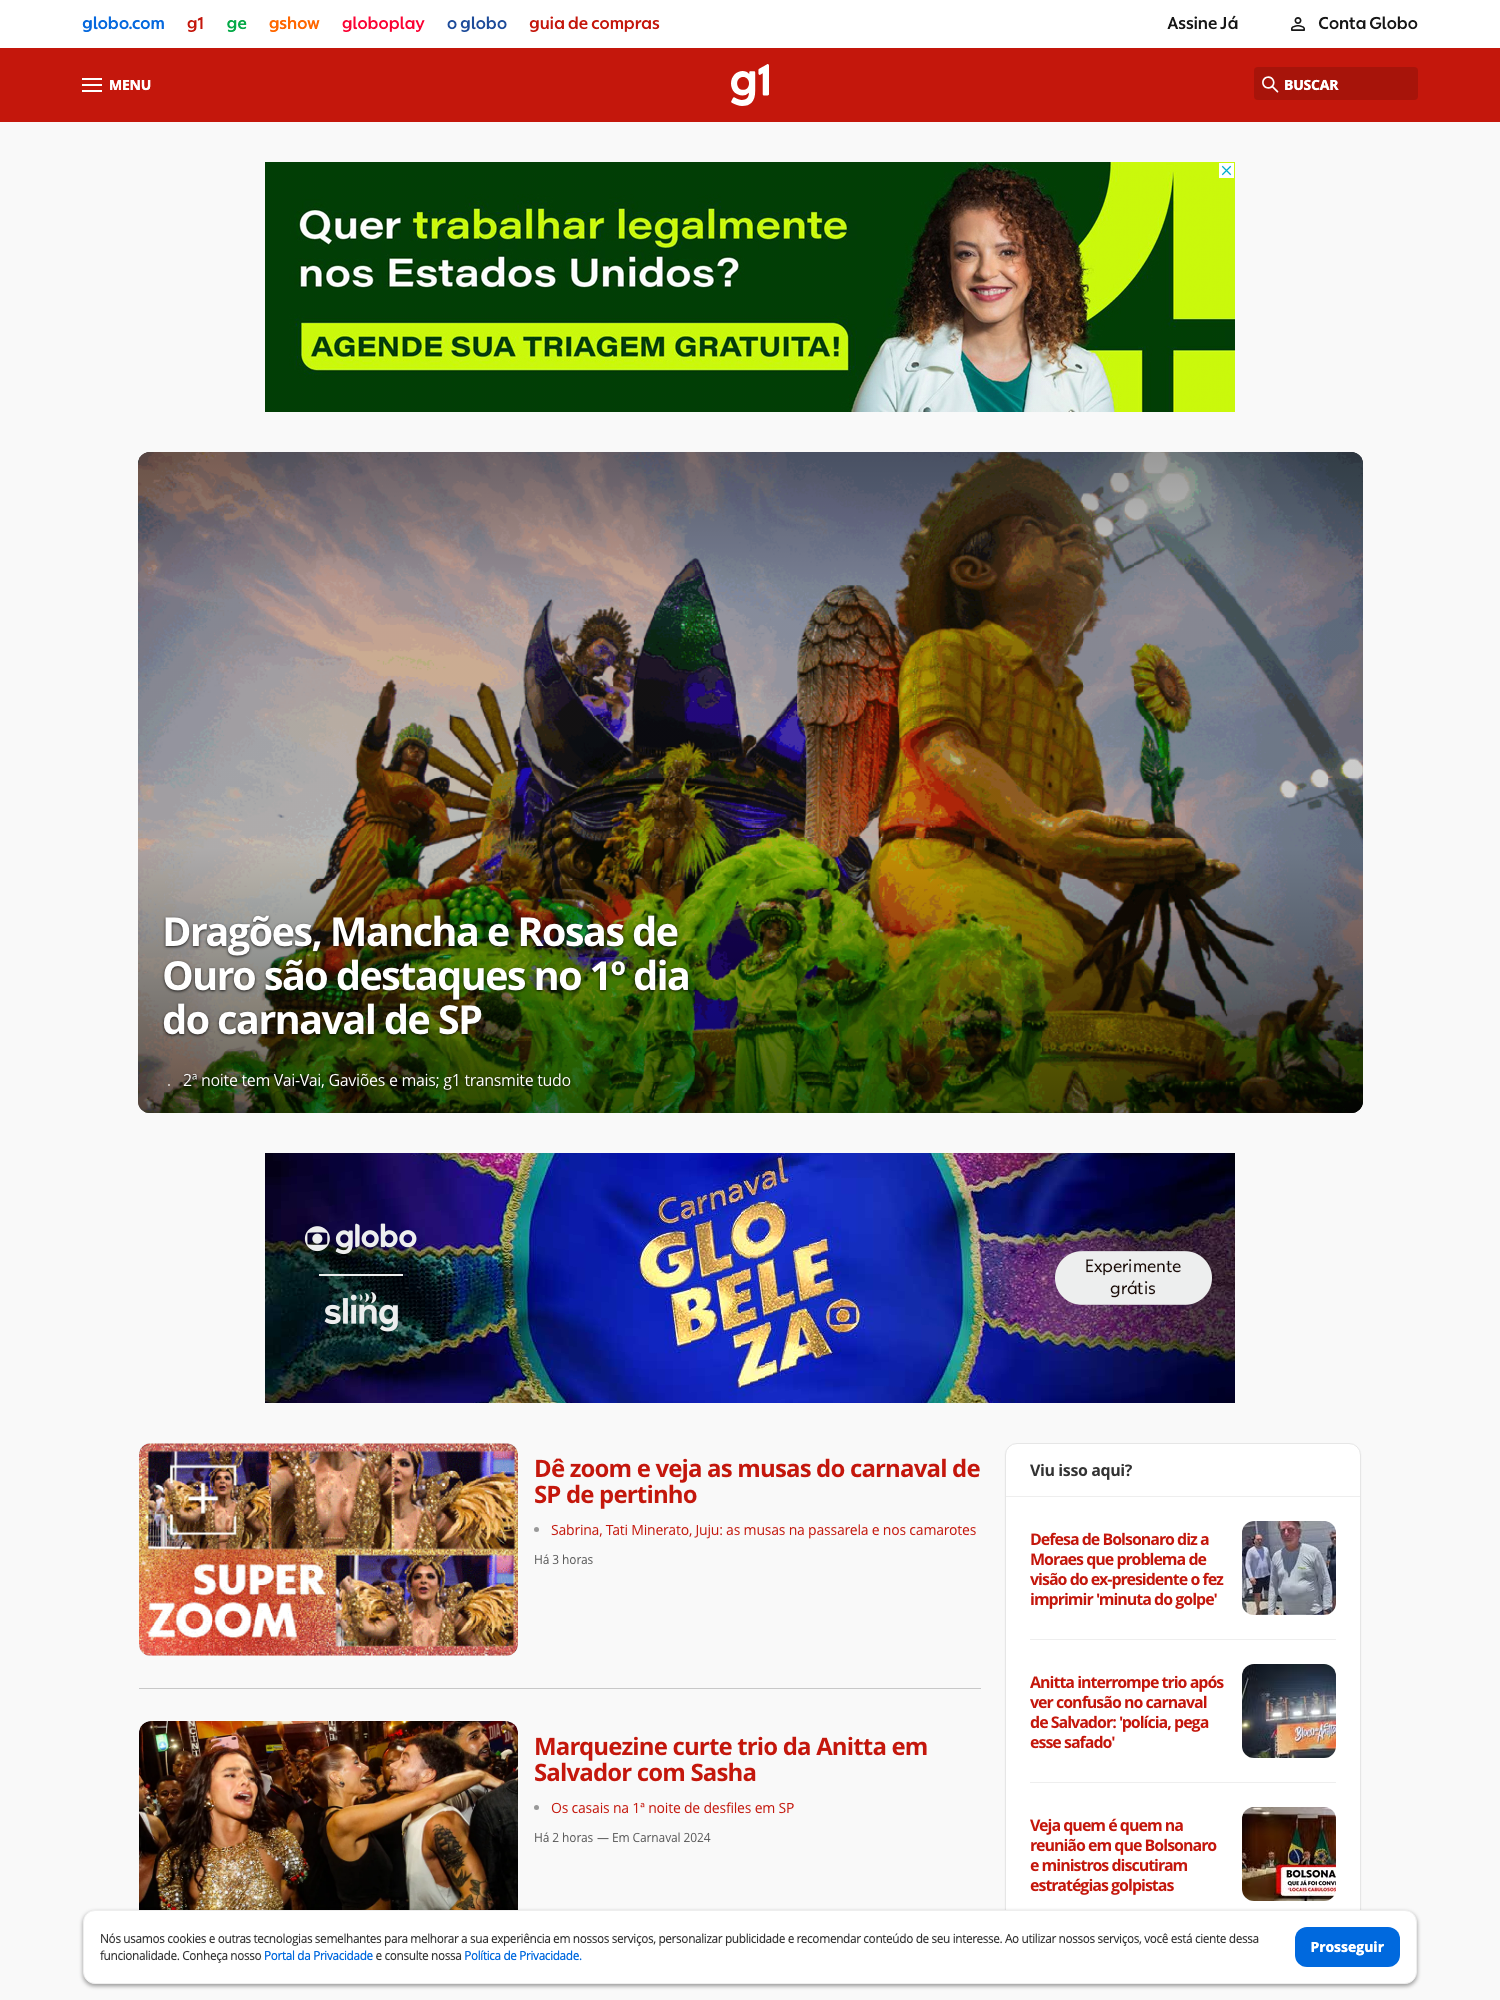 globo.com g1 ge gshow globoplay o globo guia de compras Assine Já Conta Globo
MENU g1 BUSCAR
Quer trabalhar legalmente
nos Estados Unidos?
AGENDE SUA TRIAGEM GRATUITA!
Dragões, Mancha e Rosas de
Ouro são destaques no 1º dia
do carnaval de SP
. 2ª noite tem Vai-Vai, Gaviões e mais; g1 transmite tudo
globo
sling
Carnaval
GLO
BELE
ZA
Experimente
grátis
SUPER
ZOOM
Dê zoom e veja as musas do carnaval de
SP de pertinho
Sabrina, Tati Minerato, Juju: as musas na passarela e nos camarotes
Há 3 horas
Marquezine curte trio da Anitta em
Salvador com Sasha
Os casais na 1ª noite de desfiles em SP
Há 2 horas — Em Carnaval 2024
Viu isso aqui?
Defesa de Bolsonaro diz a
Moraes que problema de
visão do ex-presidente o fez
imprimir 'minuta do golpe'
Anitta interrompe trio após
ver confusão no carnaval
de Salvador: 'polícia, pega
esse safado'
Veja quem é quem na
reunião em que Bolsonaro
e ministros discutiram
estratégias golpistas
BOLSONA
QUE JÁ FOI CONVI
Nós usamos cookies e outras tecnologias semelhantes para melhorar a sua experiência em nossos serviços, personalizar publicidade e recomendar conteúdo de seu interesse. Ao utilizar nossos serviços, você está ciente dessa
funcionalidade. Conheça nosso Portal da Privacidade e consulte nossa Política de Privacidade.
Prosseguir